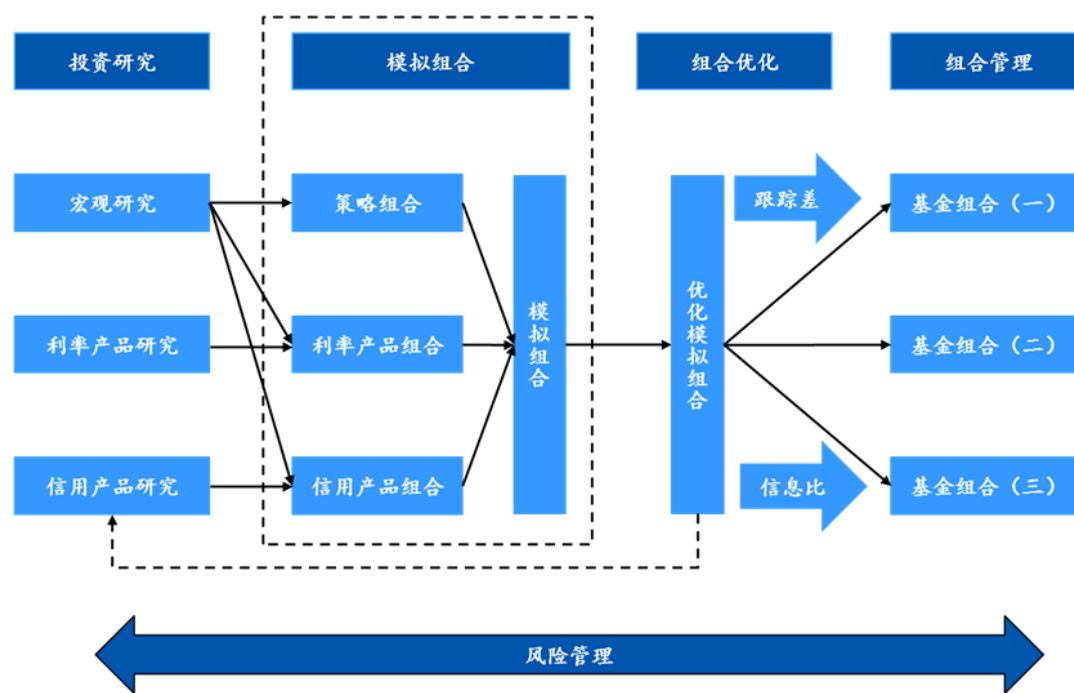 投资研究
模拟组合
组合优化
组合管理
宏观研究
策略组合
跟踪差
基金组合（一）
利率产品研究
利率产品组合
模拟组合
优化模拟组合
基金组合（二）
信用产品研究
信用产品组合
信息比
基金组合（三）
风险管理